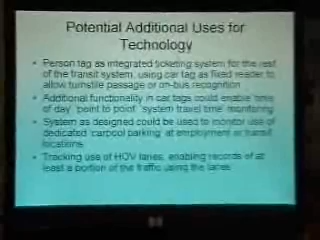 Potential Additional Uses for
Technology
• Person tag as integrated ticketing system for the rest
of the transit system, using car tag as fixed reader to
allow turnstile passage or on-bus recognition
• Additional functionality in car tags could enable 'time
of day' 'point to point' 'system travel time' monitoring
• System as designed could be used to monitor use of
dedicated 'carpool parking' at employment or transit
locations
• Tracking use of HOV lanes, enabling records of at
least a portion of the traffic using the lanes
hp